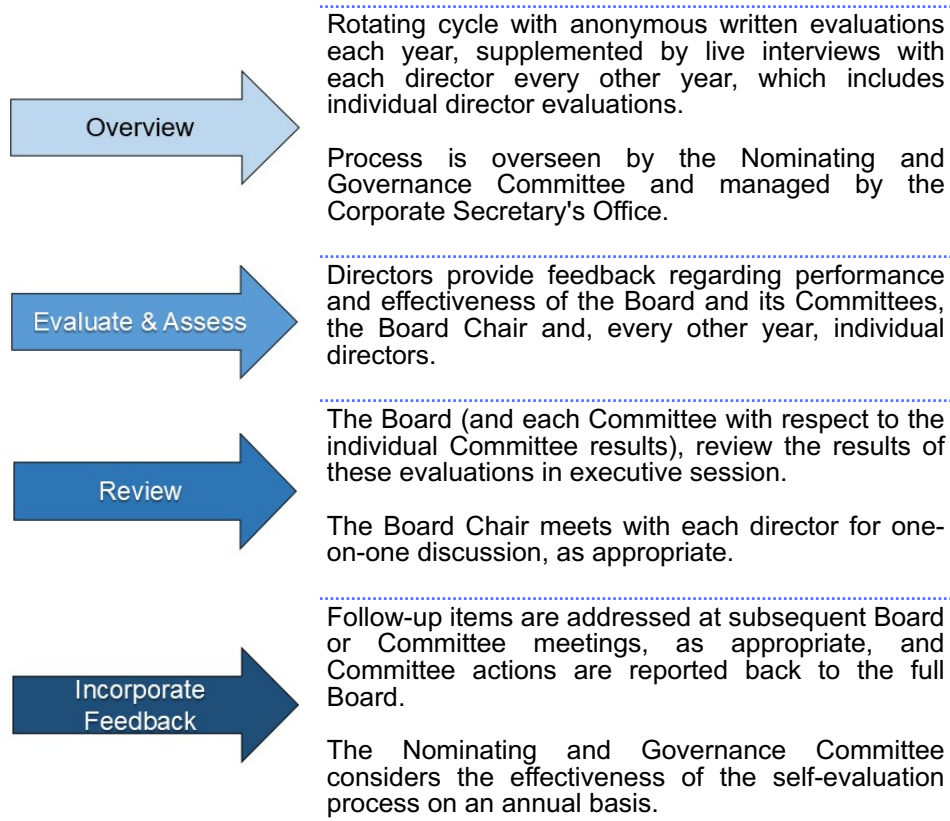 Overview
Rotating cycle with anonymous written evaluations
each year, supplemented by live interviews with
each director every other year, which includes
individual director evaluations.
Process is overseen by the Nominating and
Governance Committee and managed by the
Corporate Secretary's Office.
Evaluate & Assess
Directors provide feedback regarding performance
and effectiveness of the Board and its Committees,
the Board Chair and, every other year, individual
directors.
Review
The Board (and each Committee with respect to the
individual Committee results), review the results of
these evaluations in executive session.
The Board Chair meets with each director for one-
on-one discussion, as appropriate.
Incorporate
Feedback
Follow-up items are addressed at subsequent Board
or Committee meetings, as appropriate, and
Committee actions are reported back to the full
Board.
The Nominating and Governance Committee
considers the effectiveness of the self-evaluation
process on an annual basis.